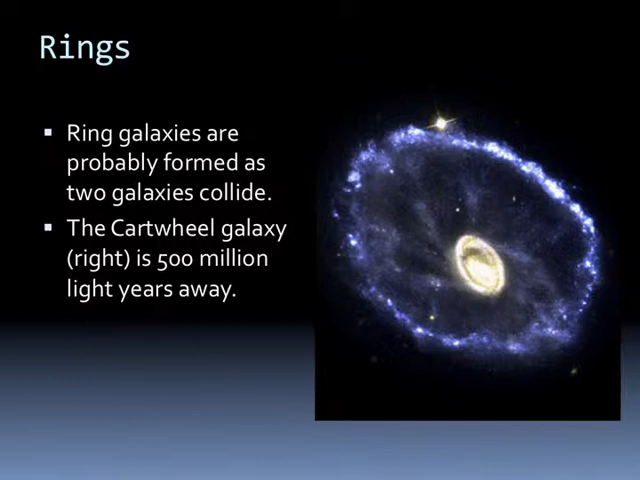 Rings
▪ Ring galaxies are
probably formed as
two galaxies collide.
▪ The Cartwheel galaxy
(right) is 500 million
light years away.